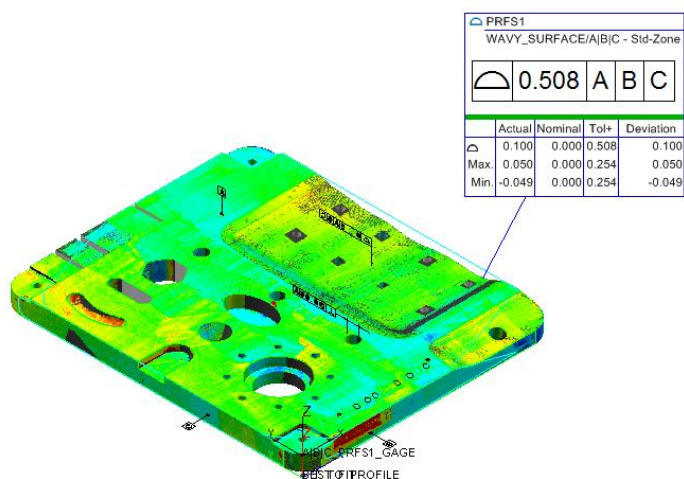 PRFS1
WAVY_SURFACE/A|B|C - Std-Zone
0.508 A B C
Actual Nominal Tol+ Deviation
0.100 0.000 0.508 0.100
Max. 0.050 0.000 0.254 0.050
Min. -0.049 0.000 0.254 -0.049
A
Z
Y X
A|B|C_PRFS1_GAGE